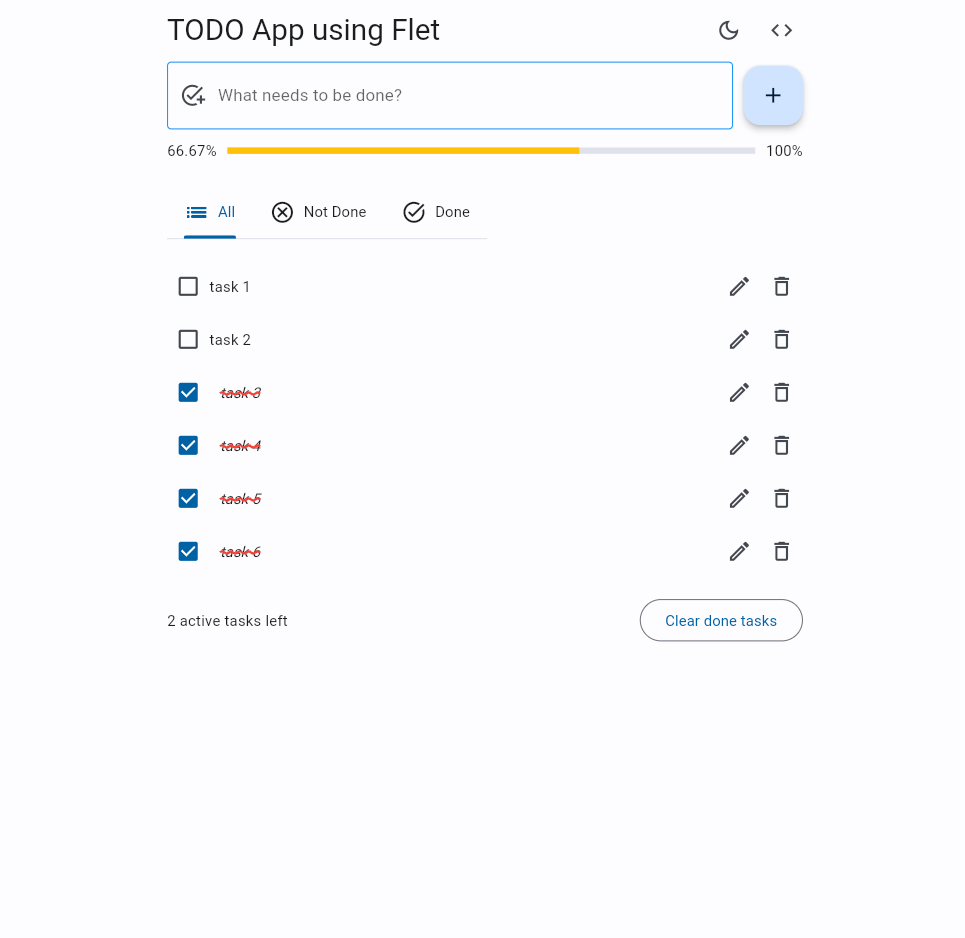 TODO App using Flet
What needs to be done?
66.67% 100%
All Not Done Done
task 1
task 2
task 3
task 4
task 5
task 6
2 active tasks left Clear done tasks